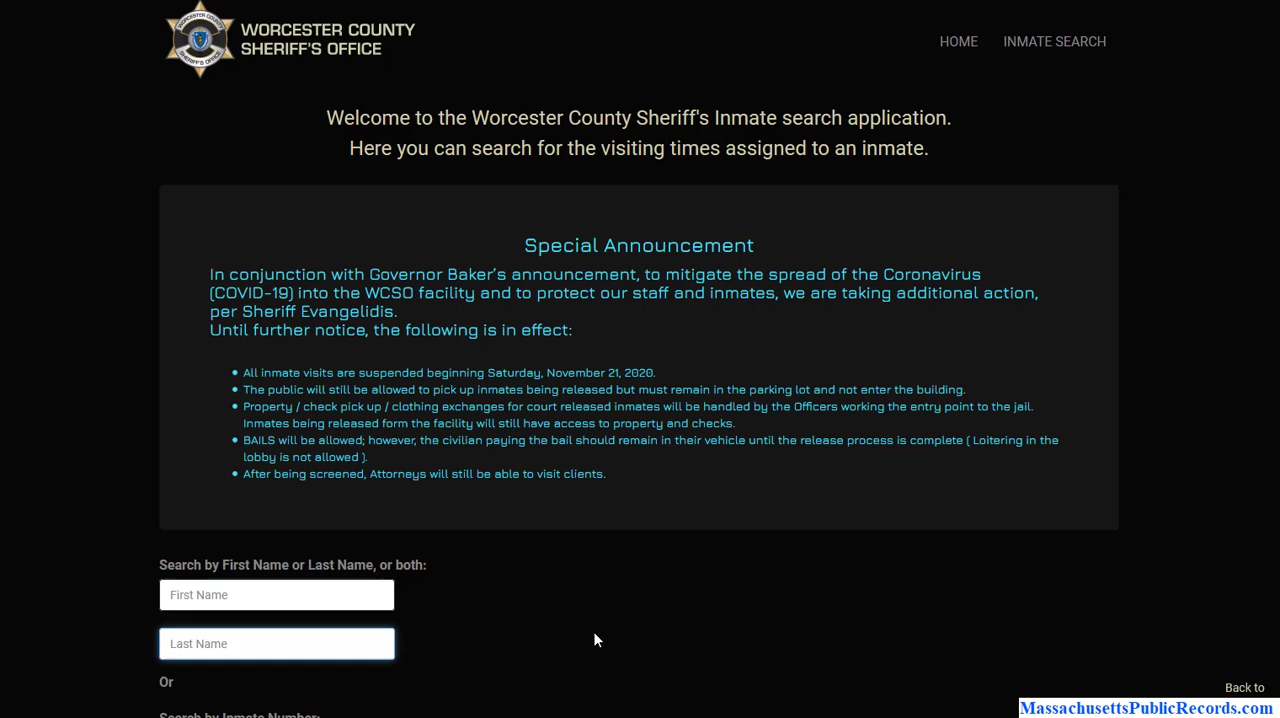 WORCESTER COUNTY
SHERIFF'S OFFICE
WORCESTER COUNTY
SHERIFF'S OFFICE
HOME
INMATE SEARCH
Welcome to the Worcester County Sheriff's Inmate search application.
Here you can search for the visiting times assigned to an inmate.
Special Announcement
In conjunction with Governor Baker's announcement, to mitigate the spread of the Coronavirus
(COVID-19) into the WCSO facility and to protect our staff and inmates, we are taking additional action,
per Sheriff Evangelidis.
Until further notice, the following is in effect:
• All inmate visits are suspended beginning Saturday, November 21, 2020.
• The public will still be allowed to pick up inmates being released but must remain in the parking lot and not enter the building.
• Property / check pick up / clothing exchanges for court released inmates will be handled by the Officers working the entry point to the jail.
Inmates being released form the facility will still have access to property and checks.
• BAILS will be allowed; however, the civilian paying the bail should remain in their vehicle until the release process is complete ( Loitering in the
lobby is not allowed ).
• After being screened, Attorneys will still be able to visit clients.
Search by First Name or Last Name, or both:
First Name
Last Name
Or
Search by Inmate Number:
Back to
MassachusettsPublicRecords.com